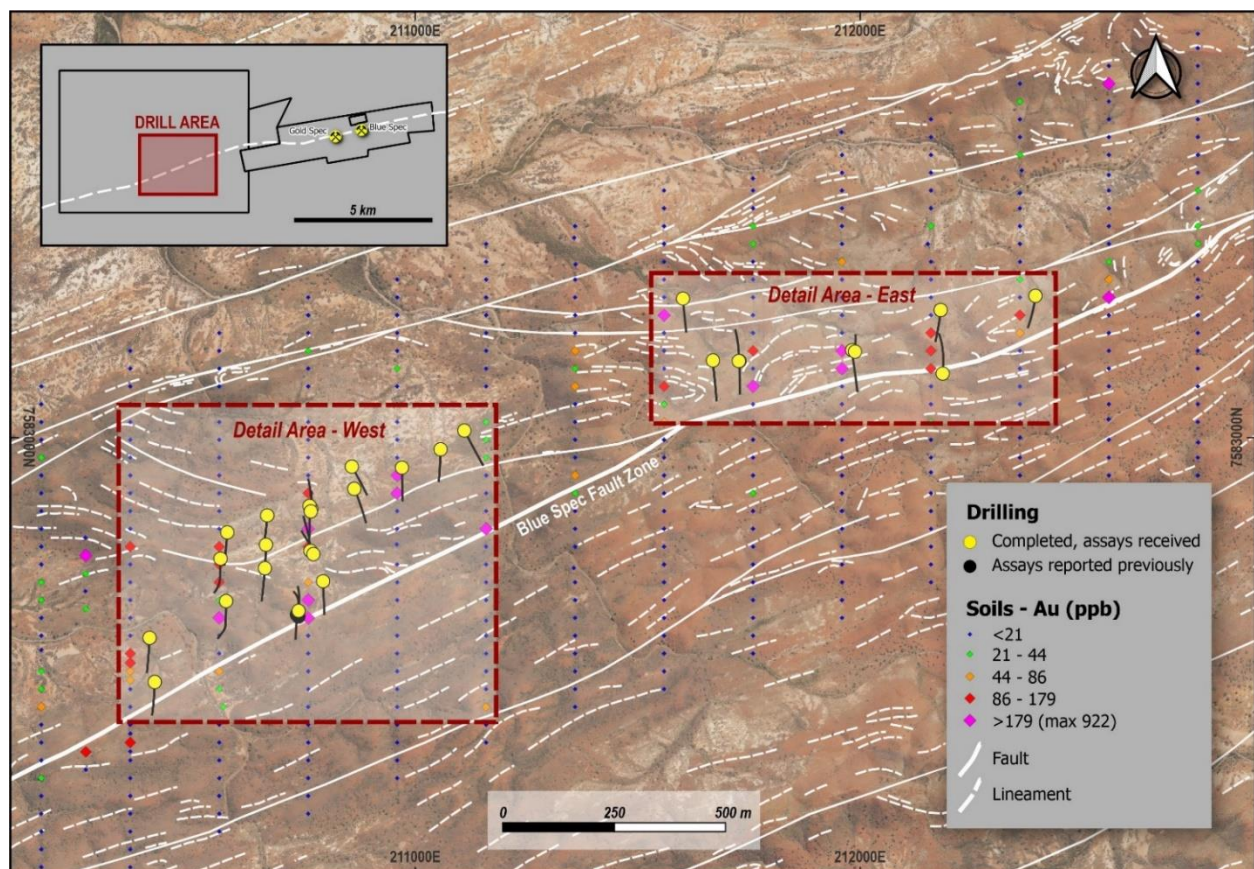 211000E
212000E
DRILL AREA
Gold Spec
Blue Spec
5 km
Detail Area - East
7583000N
7583000N
Detail Area - West
Blue Spec Fault Zone
Drilling
Completed, assays received
Assays reported previously
Soils - Au (ppb)
<21
21 - 44
44 - 86
86 - 179
>179 (max 922)
Fault
Lineament
0 250 500 m
211000E
212000E